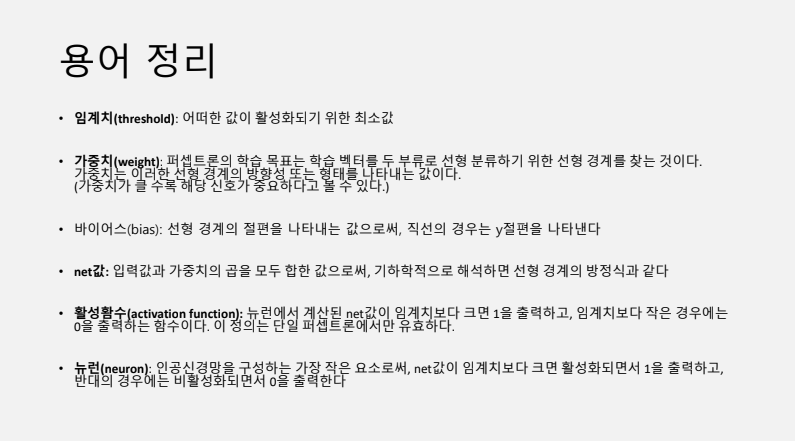 용어 정리
• 임계치(threshold): 어떠한 값이 활성화되기 위한 최소값
• 가중치(weight): 퍼셉트론의 학습 목표는 학습 벡터를 두 부류로 선형 분류하기 위한 선형 경계를 찾는 것이다.
가중치는 이러한 선형 경계의 방향성 또는 형태를 나타내는 값이다.
(가중치가 클 수록 해당 신호가 중요하다고 볼 수 있다.)
• 바이어스(bias): 선형 경계의 절편을 나타내는 값으로써, 직선의 경우는 y절편을 나타낸다
• net값: 입력값과 가중치의 곱을 모두 합한 값으로써, 기하학적으로 해석하면 선형 경계의 방정식과 같다
• 활성함수(activation function): 뉴런에서 계산된 net값이 임계치보다 크면 1을 출력하고, 임계치보다 작은 경우에는
0을 출력하는 함수이다. 이 정의는 단일 퍼셉트론에서만 유효하다.
• 뉴런(neuron): 인공신경망을 구성하는 가장 작은 요소로써, net값이 임계치보다 크면 활성화되면서 1을 출력하고,
반대의 경우에는 비활성화되면서 0을 출력한다